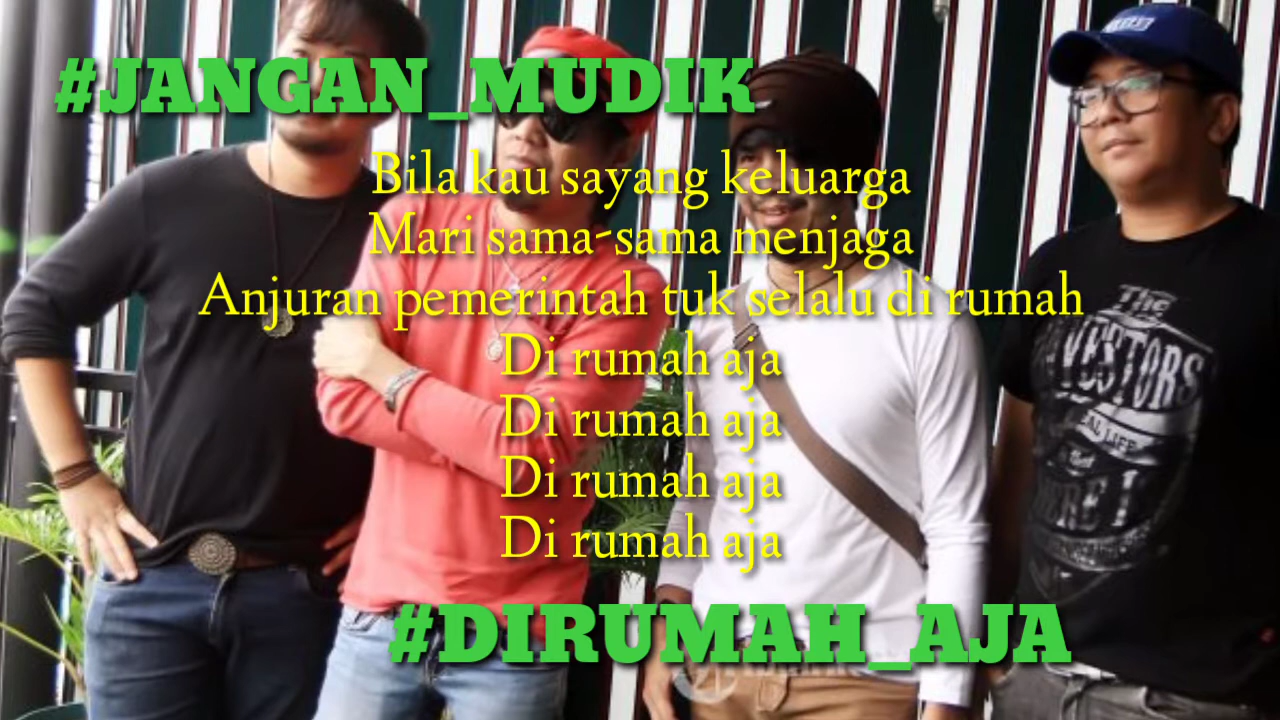 #JANGAN_MUDIK
Bila kau sayang keluarga
Mari sama-sama menjaga
Anjuran pemerintah tuk selalu di rumah
Di rumah aja
Di rumah aja
Di rumah aja
Di rumah aja
#DIRUMAH_AJA
The